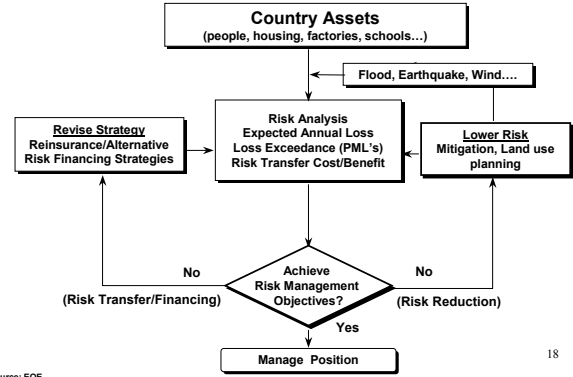 Country Assets
(people, housing, factories, schools…)
Flood, Earthquake, Wind….
Revise Strategy
Reinsurance/Alternative
Risk Financing Strategies
Risk Analysis
Expected Annual Loss
Loss Exceedance (PML's)
Risk Transfer Cost/Benefit
Lower Risk
Mitigation, Land use
planning
No
(Risk Transfer/Financing)
Achieve
Risk Management
Objectives?
No
(Risk Reduction)
Yes
Manage Position
18